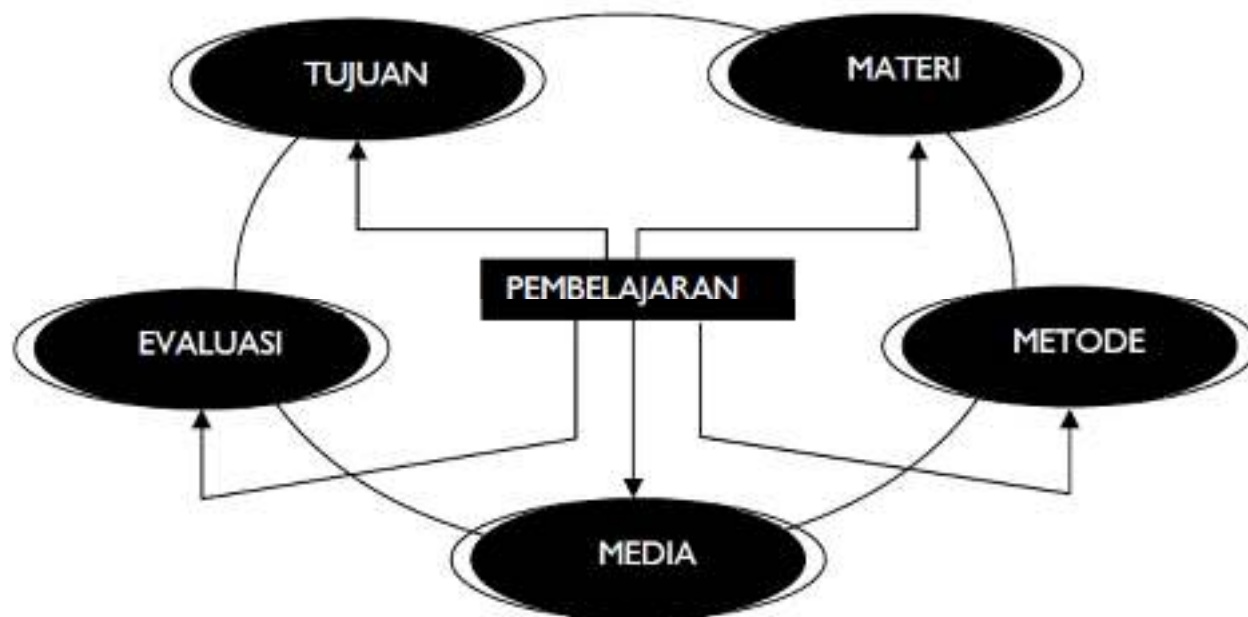 TUJUAN
MATERI
PEMBELAJARAN
EVALUASI
METODE
MEDIA